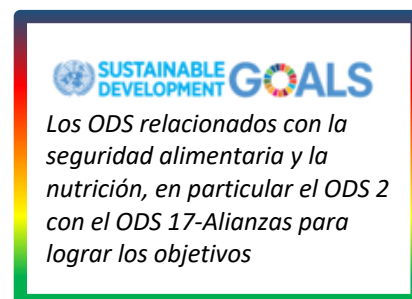 SUSTAINABLE
DEVELOPMENT GOALS
Los ODS relacionados con la
seguridad alimentaria y la
nutrición, en particular el ODS 2
con el ODS 17-Alianzas para
lograr los objetivos